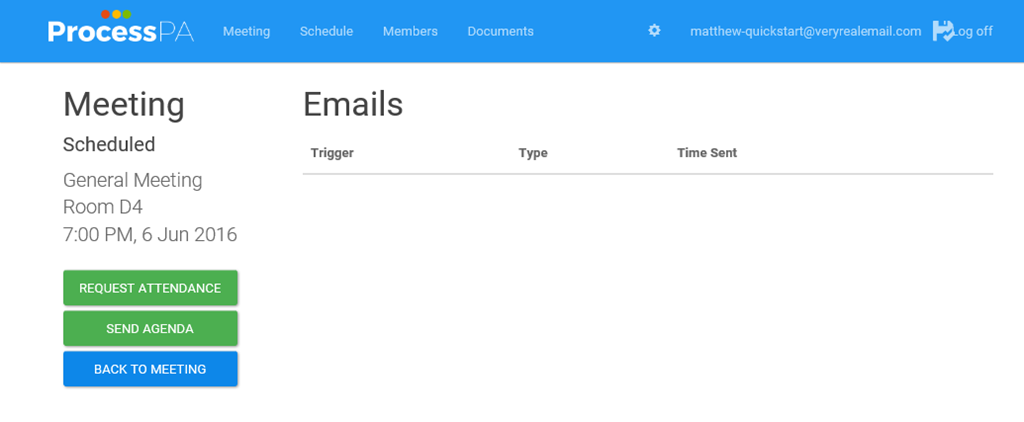 ProcessPA Meeting Schedule Members Documents matthew-quickstart@veryrealemail.com Log off
Meeting
Scheduled
General Meeting
Room D4
7:00 PM, 6 Jun 2016
REQUEST ATTENDANCE
SEND AGENDA
BACK TO MEETING
Emails
Trigger Type Time Sent